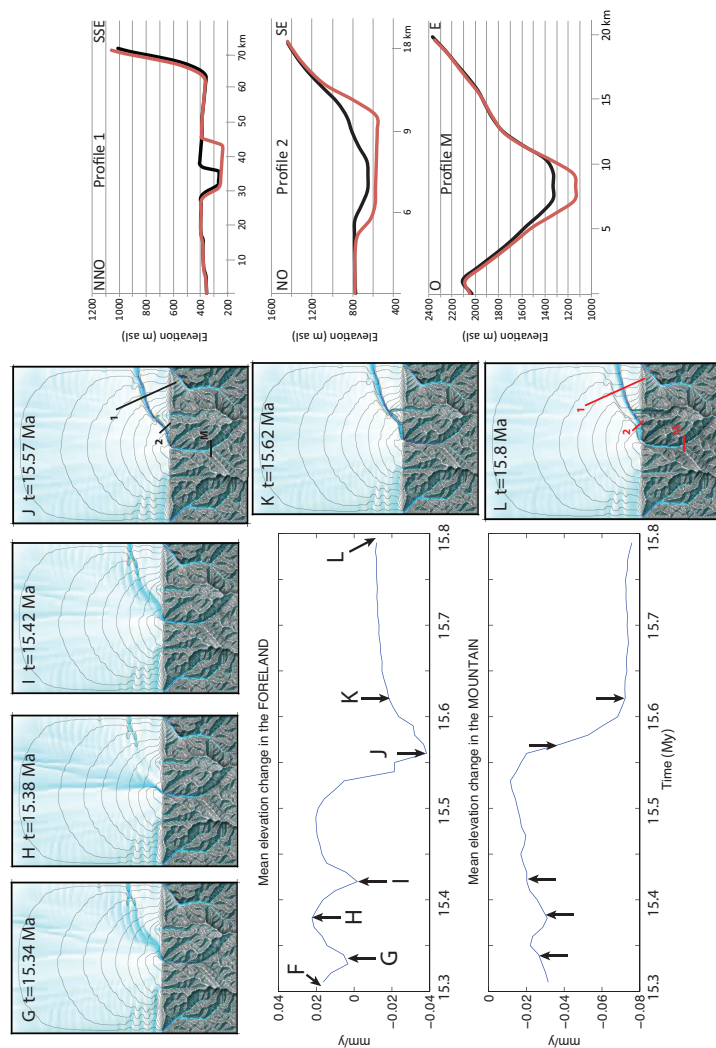 G t=15.34 Ma
H t=15.38 Ma
I t=15.42 Ma
J t=15.57 Ma
1
2
M
K t=15.62 Ma
L t=15.8 Ma
1
2
M
Mean elevation change in the FORELAND
mm/y
0.04
0.02
0
−0.02
−0.04
15.3
15.4
15.5
15.6
15.7
15.8
F
G
H
I
J
K
L
Mean elevation change in the MOUNTAIN
mm/y
0
−0.02
−0.04
−0.06
−0.08
15.3
15.4
15.5
15.6
15.7
15.8
Time (My)
NNO
Profile 1
SSE
Elevation (m asl)
1200
1000
800
600
400
200
10
20
30
40
50
60
70 km
NO
Profile 2
SE
Elevation (m asl)
1600
1200
800
400
6
9
18 km
O
Profile M
E
Elevation (m asl)
2400
2200
2000
1800
1600
1400
1200
1000
5
10
15
20 km